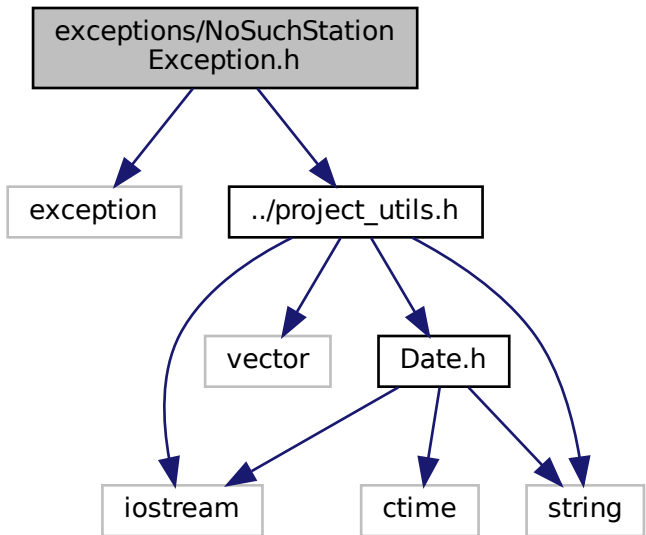 exceptions/NoSuchStation
Exception.h
exception
../project_utils.h
vector
Date.h
iostream
ctime
string